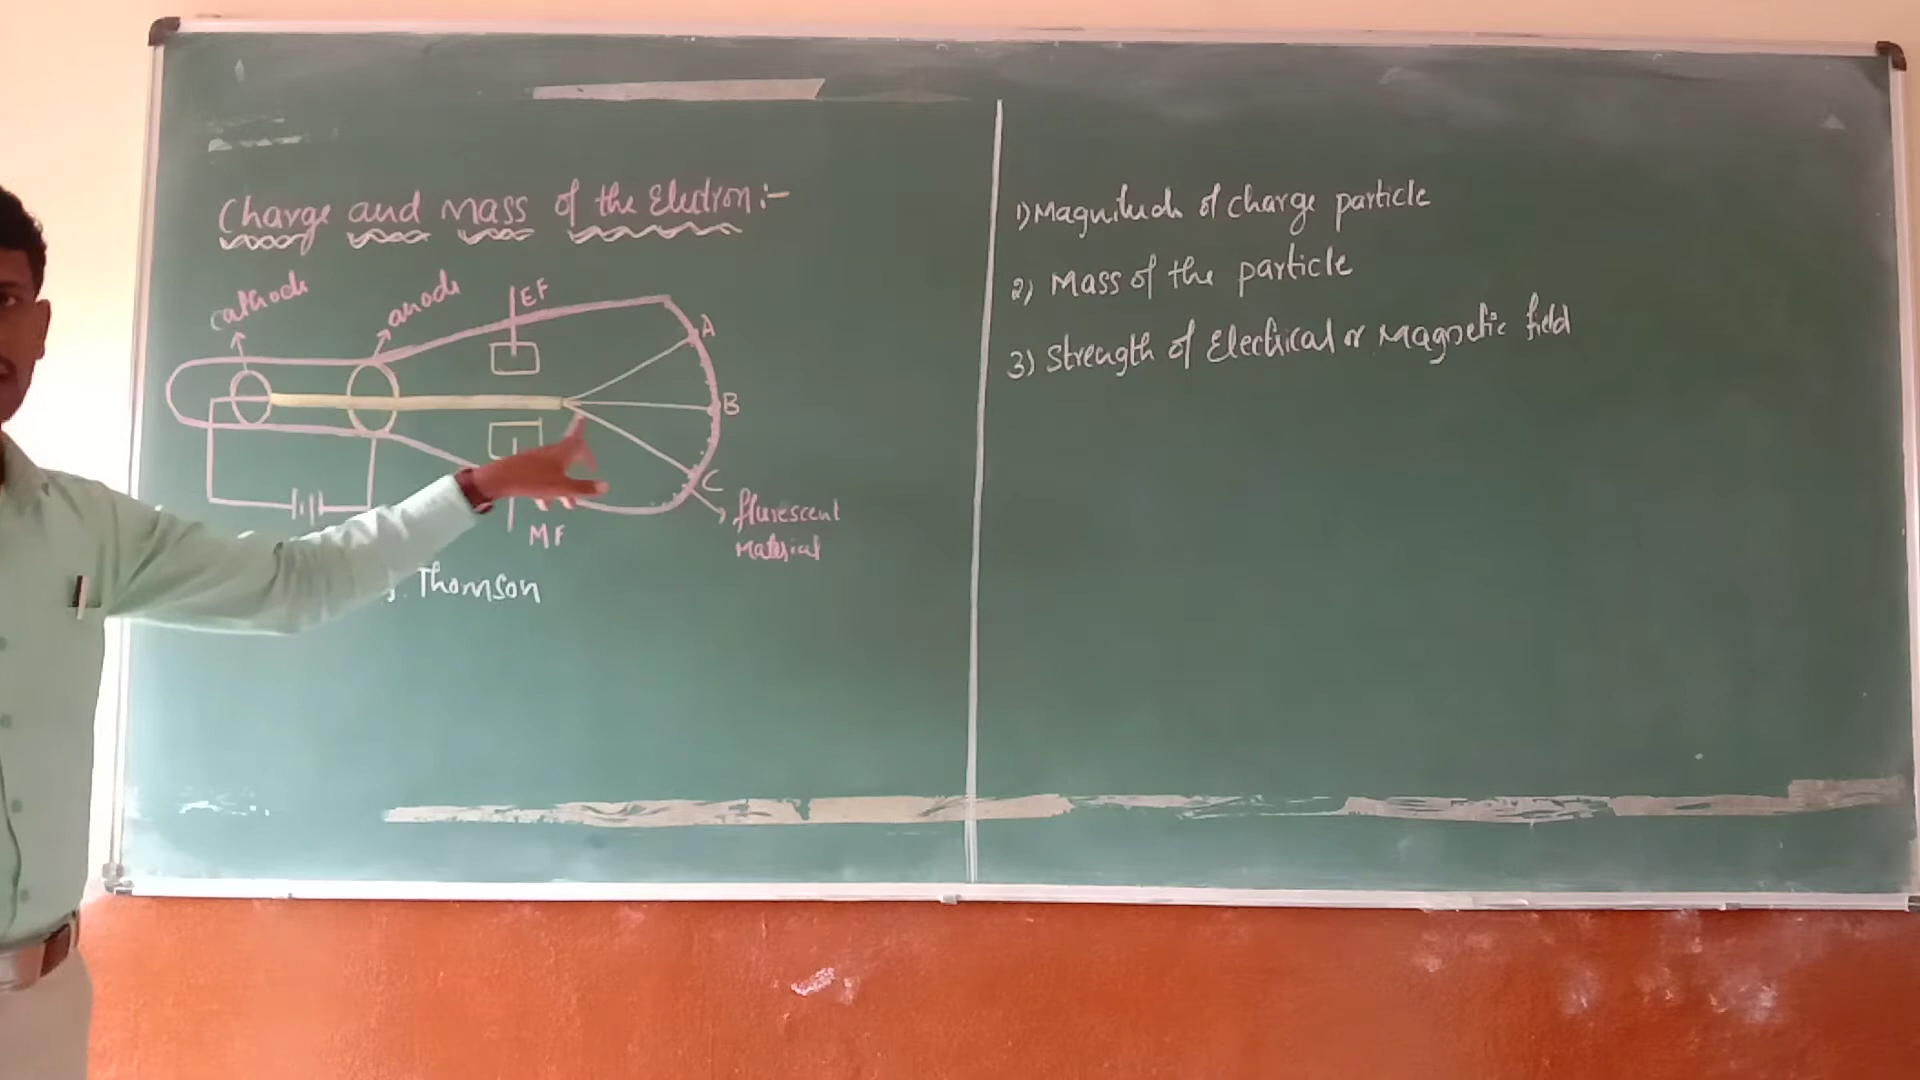 Charge and Mass of the Electron:-
cathode
anode
EF
A
B
C
flurescent
Material
MF
J. Thomson
1) Magnitude of charge particle
2) Mass of the particle
3) Strength of Electrical or Magnetic field